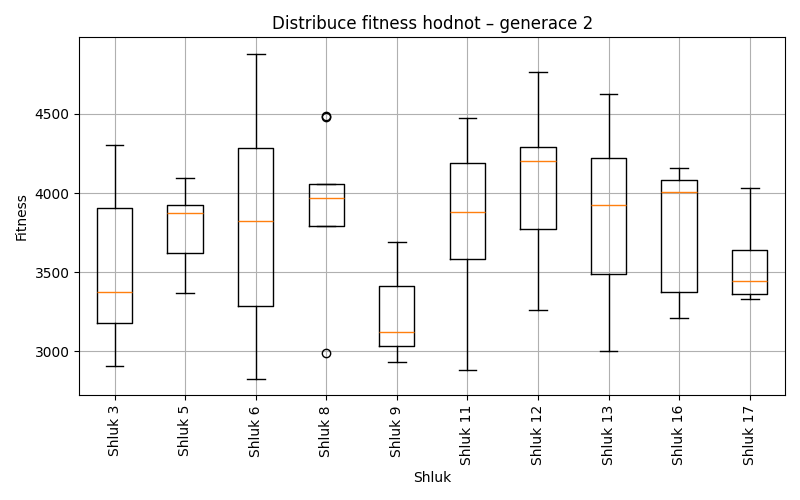 Distribuce fitness hodnot – generace 2
Fitness
4500
4000
3500
3000
Shluk 3
Shluk 5
Shluk 6
Shluk 8
Shluk 9
Shluk 11
Shluk 12
Shluk 13
Shluk 16
Shluk 17
Shluk